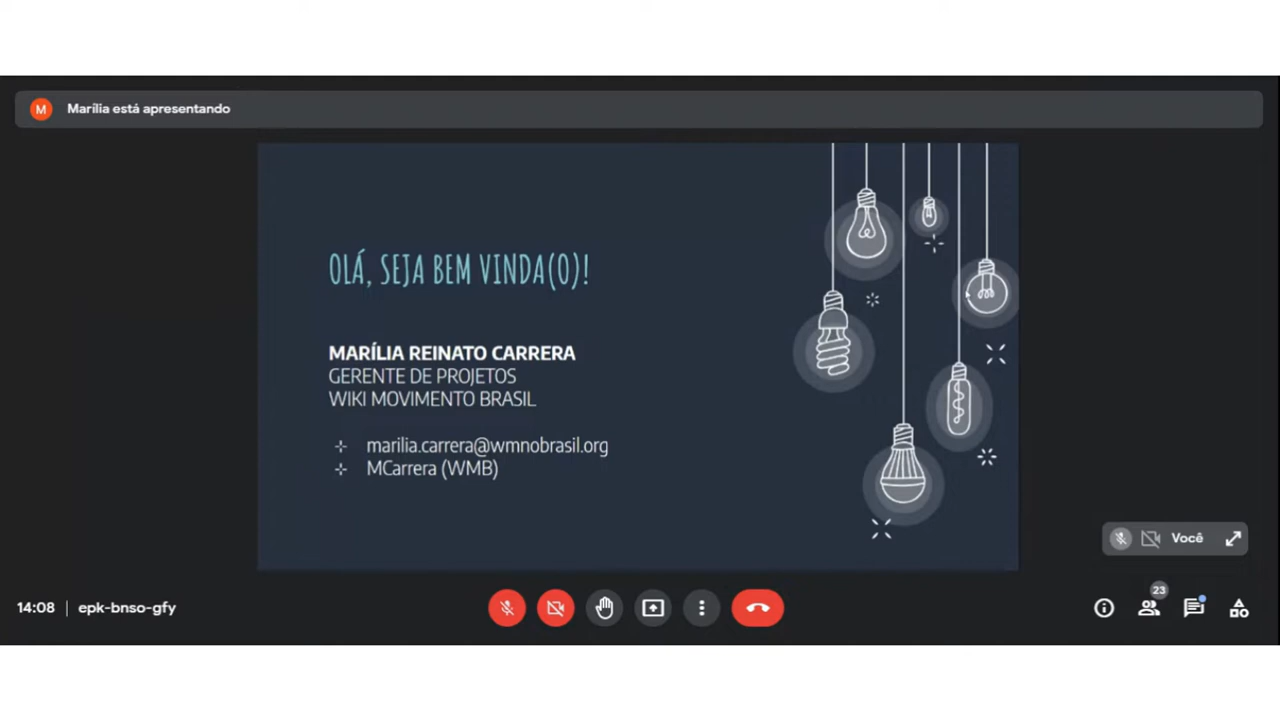 M
Marília está apresentando
OLÁ, SEJA BEM VINDA(O)!
MARÍLIA REINATO CARRERA
GERENTE DE PROJETOS
WIKI MOVIMENTO BRASIL
marilia.carrera@wmnobrasil.org
MCarrera (WMB)
Você
14:08 | epk-bnso-gfy
23